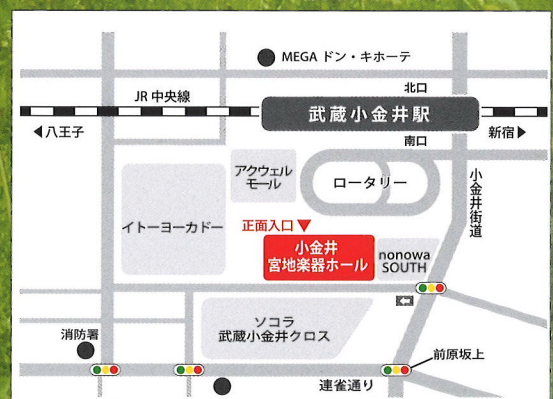 MEGA ドン・キホーテ
北口
JR 中央線
武蔵小金井駅
◀八王子
新宿▶
南口
アクウェル
モール
ロータリー
小金井街道
イトーヨーカドー
正面入口▼
小金井
宮地楽器ホール
nonowa
SOUTH
ソコラ
武蔵小金井クロス
消防署
前原坂上
連雀通り